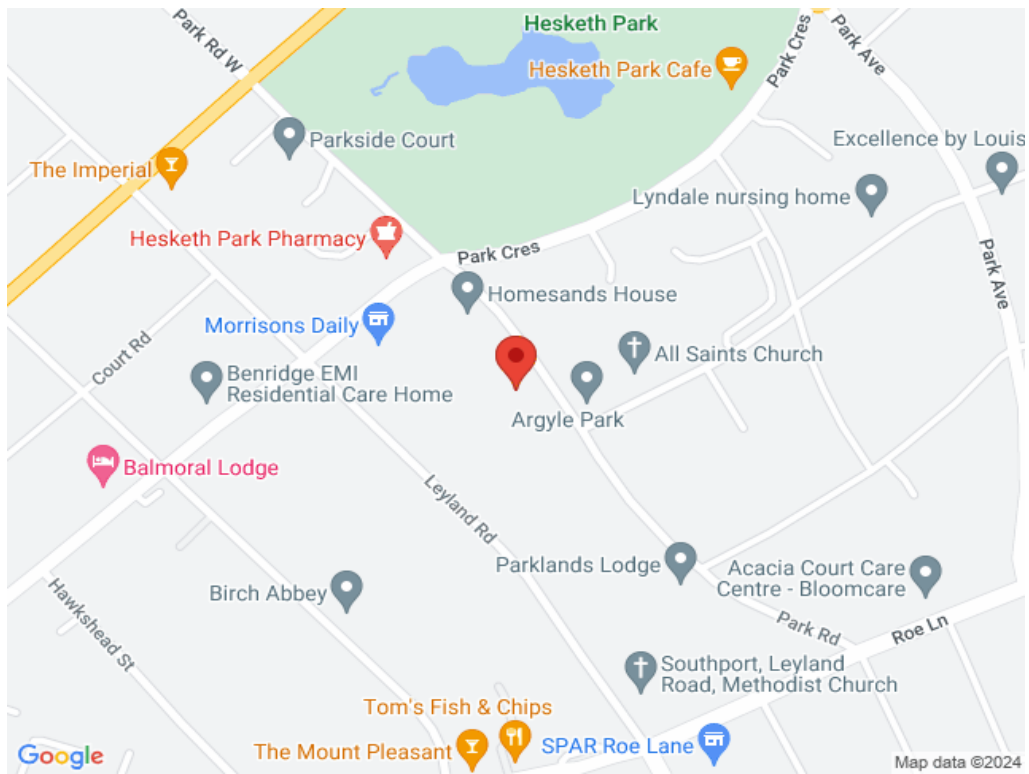 Hesketh Park
Park Rd W
Park Cres
Park Ave
Hesketh Park Cafe
Parkside Court
Excellence by Louis
The Imperial
Lyndale nursing home
Hesketh Park Pharmacy
Park Cres
Park Ave
Homesands House
Morrisons Daily
All Saints Church
Court Rd
Benridge EMI
Residential Care Home
Argyle Park
Balmoral Lodge
Leyland Rd
Parklands Lodge
Acacia Court Care
Centre - Bloomcare
Birch Abbey
Hawkshead St
Park Rd
Roe Ln
Southport, Leyland
Road, Methodist Church
Tom's Fish & Chips
The Mount Pleasant
SPAR Roe Lane
Google
Map data ©2024